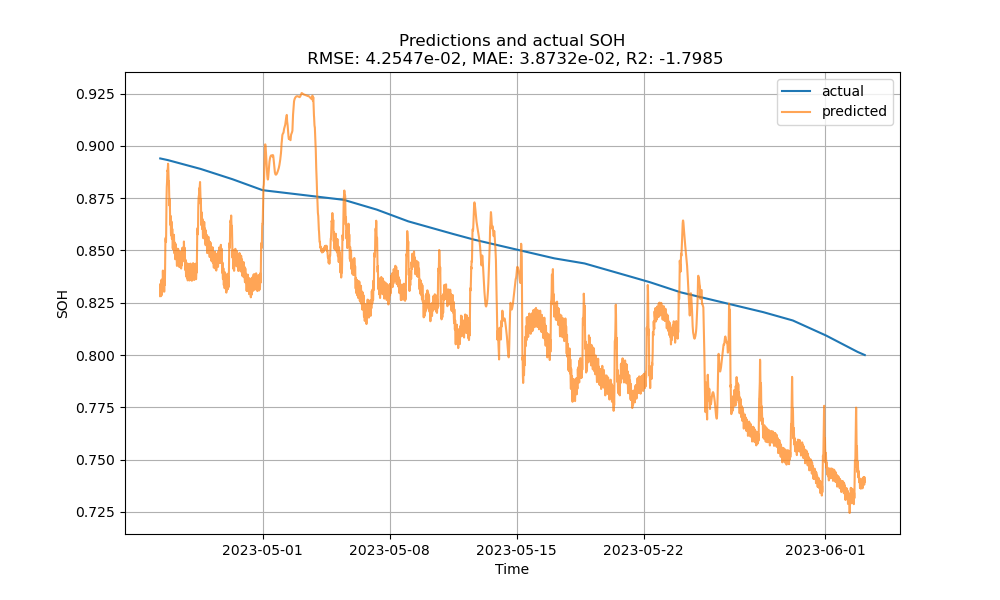 Predictions and actual SOH
RMSE: 4.2547e-02, MAE: 3.8732e-02, R2: -1.7985
actual
predicted
0.925
0.900
0.875
0.850
0.825
0.800
0.775
0.750
0.725
SOH
2023-05-01
2023-05-08
2023-05-15
2023-05-22
2023-06-01
Time